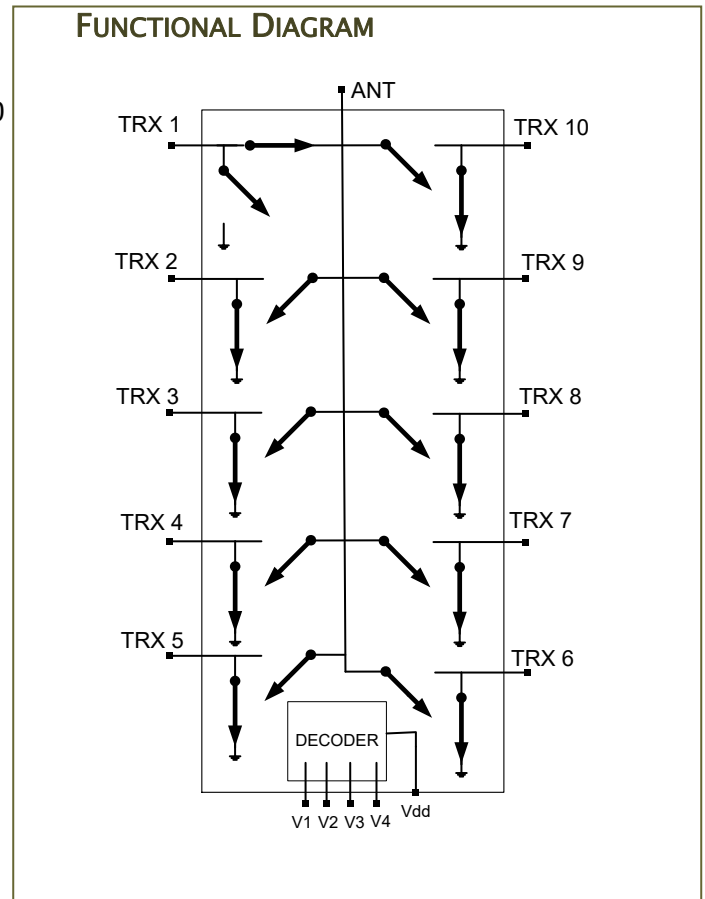 FUNCTIONAL DIAGRAM
ANT
0
TRX 1
TRX 10
TRX 2
TRX 9
TRX 3
TRX 8
TRX 4
TRX 7
TRX 5
TRX 6
DECODER
V1 V2 V3 V4 Vdd